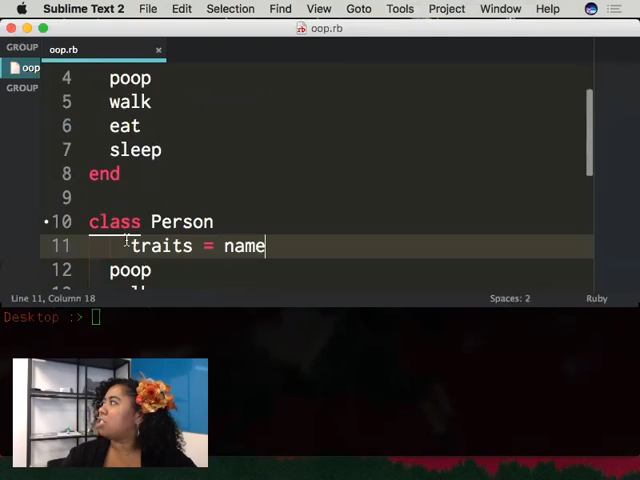 Sublime Text 2 File Edit Selection Find View Goto Tools Project Window Help
rb oop.rb
GROUP oop.rb ×
oop
GROUP
4 poop
5 walk
6 eat
7 sleep
8 end
9
10 class Person
11 traits = name
12 poop
Line 11, Column 18 Spaces: 2 Ruby
Desktop :>